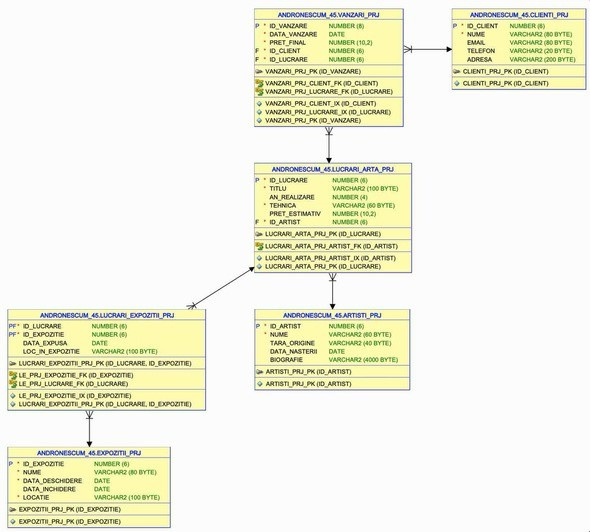 ANDRONESCUM_45.VANZARI_PRJ
P * ID_VANZARE NUMBER (8)
* DATA_VANZARE DATE
* PRET_FINAL NUMBER (10,2)
F * ID_CLIENT NUMBER (6)
F * ID_LUCRARE NUMBER (6)
VANZARI_PRJ_PK (ID_VANZARE)
VANZARI_PRJ_CLIENT_FK (ID_CLIENT)
VANZARI_PRJ_LUCRARE_FK (ID_LUCRARE)
VANZARI_PRJ_CLIENT_IX (ID_CLIENT)
VANZARI_PRJ_LUCRARE_IX (ID_LUCRARE)
VANZARI_PRJ_PK (ID_VANZARE)
ANDRONESCUM_45.CLIENTI_PRJ
P * ID_CLIENT NUMBER (6)
* NUME VARCHAR2 (80 BYTE)
EMAIL VARCHAR2 (80 BYTE)
TELEFON VARCHAR2 (20 BYTE)
ADRESA VARCHAR2 (200 BYTE)
CLIENTI_PRJ_PK (ID_CLIENT)
CLIENTI_PRJ_PK (ID_CLIENT)
ANDRONESCUM_45.LUCRARI_ARTA_PRJ
P * ID_LUCRARE NUMBER (6)
* TITLU VARCHAR2 (100 BYTE)
AN_REALIZARE NUMBER (4)
* TEHNICA VARCHAR2 (60 BYTE)
PRET_ESTIMATIV NUMBER (10,2)
F * ID_ARTIST NUMBER (6)
LUCRARI_ARTA_PRJ_PK (ID_LUCRARE)
LUCRARI_ARTA_PRJ_ARTIST_FK (ID_ARTIST)
LUCRARI_ARTA_PRJ_ARTIST_IX (ID_ARTIST)
LUCRARI_ARTA_PRJ_PK (ID_LUCRARE)
ANDRONESCUM_45.LUCRARI_EXPOZITII_PRJ
PF* ID_LUCRARE NUMBER (6)
PF* ID_EXPOZITIE NUMBER (6)
DATA_EXPUSA DATE
LOC_IN_EXPOZITIE VARCHAR2 (100 BYTE)
LUCRARI_EXPOZITII_PRJ_PK (ID_LUCRARE, ID_EXPOZITIE)
LE_PRJ_EXPOZITIE_FK (ID_EXPOZITIE)
LE_PRJ_LUCRARE_FK (ID_LUCRARE)
LE_PRJ_EXPOZITIE_IX (ID_EXPOZITIE)
LUCRARI_EXPOZITII_PRJ_PK (ID_LUCRARE, ID_EXPOZITIE)
ANDRONESCUM_45.ARTISTI_PRJ
P * ID_ARTIST NUMBER (6)
* NUME VARCHAR2 (60 BYTE)
TARA_ORIGINE VARCHAR2 (40 BYTE)
DATA_NASTERII DATE
BIOGRAFIE VARCHAR2 (4000 BYTE)
ARTISTI_PRJ_PK (ID_ARTIST)
ARTISTI_PRJ_PK (ID_ARTIST)
ANDRONESCUM_45.EXPOZITII_PRJ
P * ID_EXPOZITIE NUMBER (6)
* NUME VARCHAR2 (80 BYTE)
* DATA_DESCHIDERE DATE
DATA_INCHIDERE DATE
* LOCATIE VARCHAR2 (100 BYTE)
EXPOZITII_PRJ_PK (ID_EXPOZITIE)
EXPOZITII_PRJ_PK (ID_EXPOZITIE)